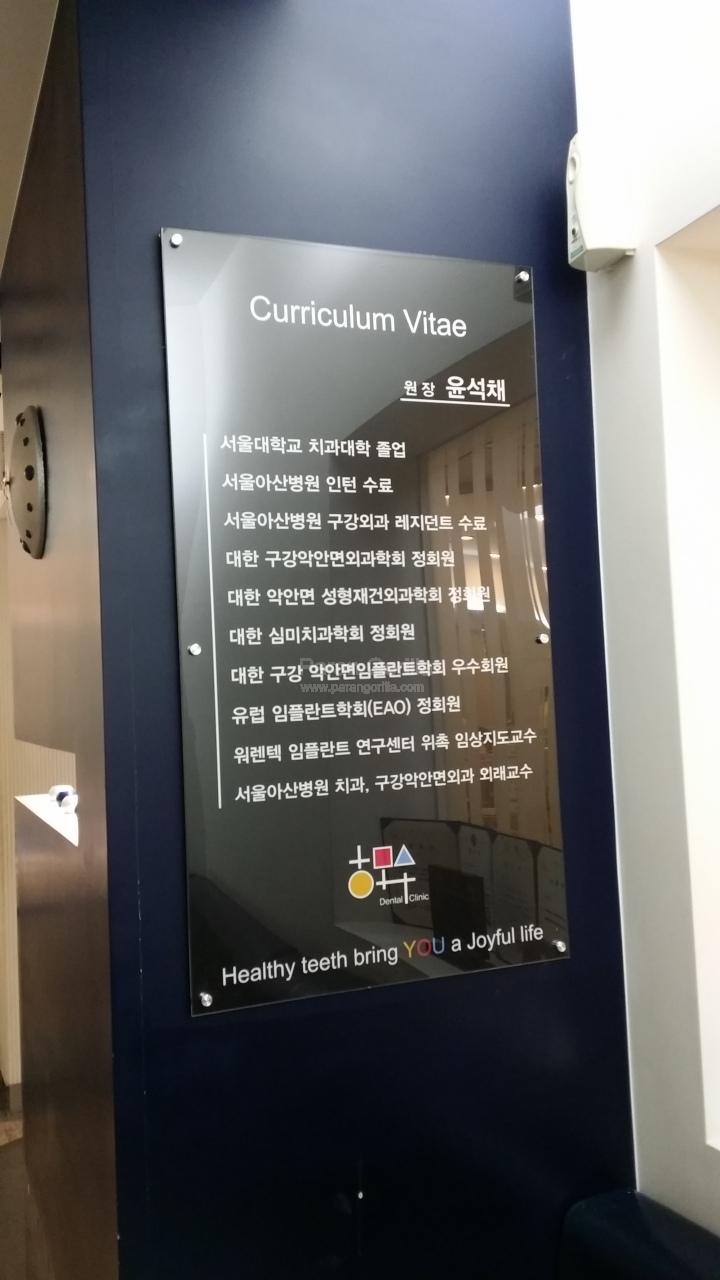 Curriculum Vitae
원장 윤석채
서울대학교 치과대학 졸업
서울아산병원 인턴 수료
서울아산병원 구강외과 레지던트 수료
대한 구강악안면외과학회 정회원
대한 악안면 성형재건외과학회 정회원
대한 심미치과학회 정회원
대한 구강 악안면임플란트학회 우수회원
www.parangorilla.com
유럽 임플란트학회(EAO) 정회원
워렌텍 임플란트 연구센터 위촉 임상지도교수
서울아산병원 치과, 구강악안면외과 외래교수
Dental Clinic
Healthy teeth bring YOU a Joyful life